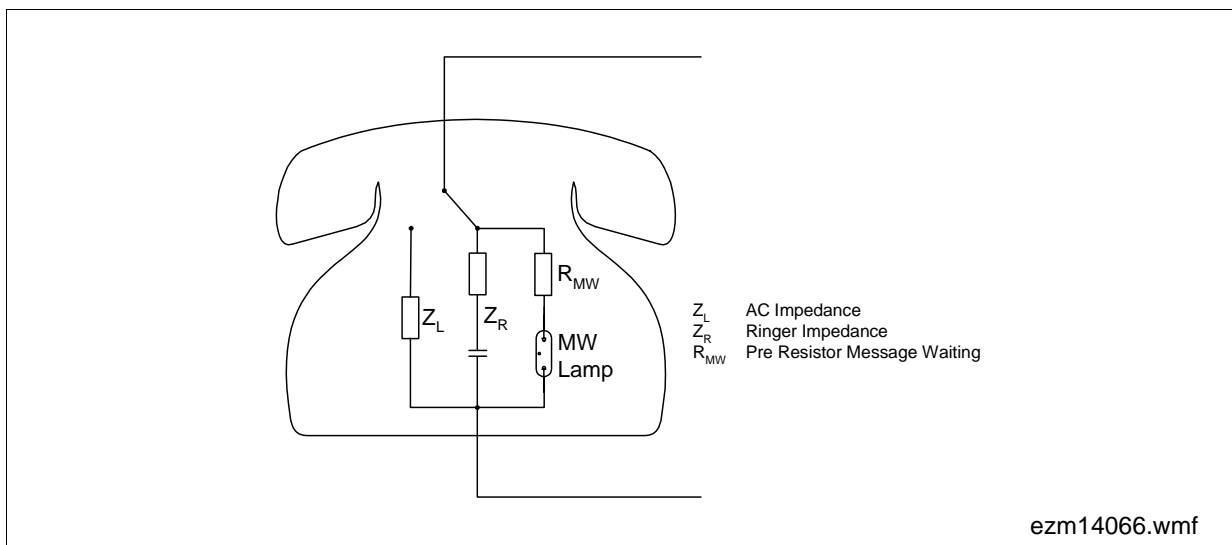 R_MW
Z_L
Z_R
MW
Lamp
Z_L AC Impedance
Z_R Ringer Impedance
R_MW Pre Resistor Message Waiting
ezm14066.wmf